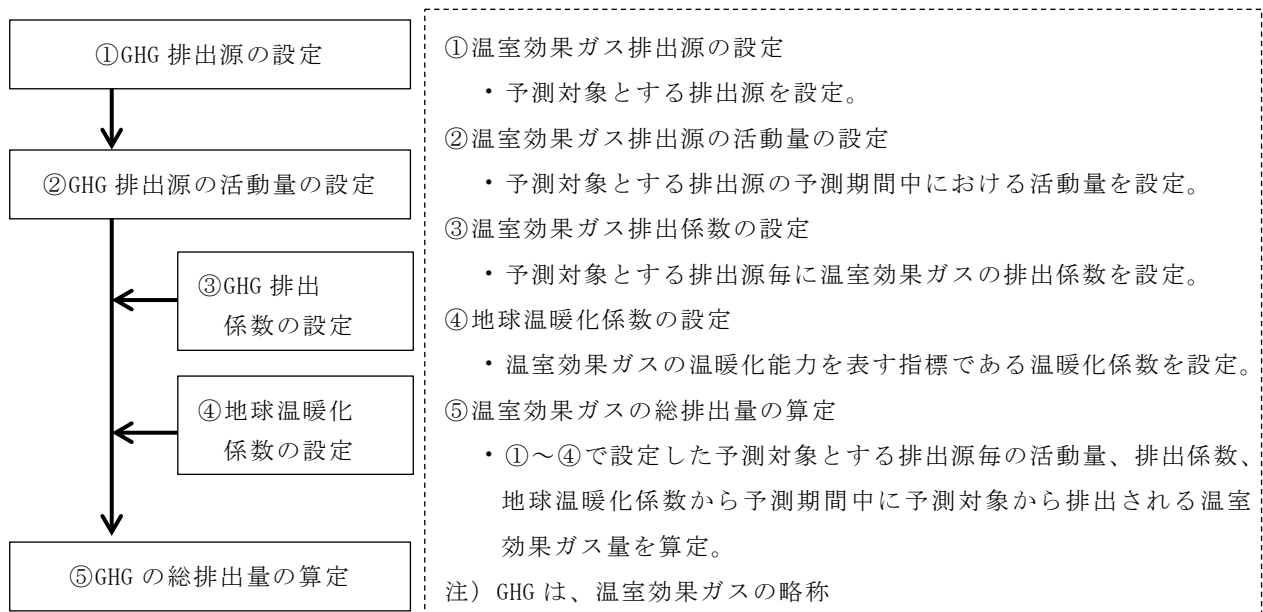 ①GHG 排出源の設定
②GHG 排出源の活動量の設定
③GHG 排出
係数の設定
④地球温暖化
係数の設定
⑤GHG の総排出量の算定
①温室効果ガス排出源の設定
・予測対象とする排出源を設定。
②温室効果ガス排出源の活動量の設定
・予測対象とする排出源の予測期間中における活動量を設定。
③温室効果ガス排出係数の設定
・予測対象とする排出源毎に温室効果ガスの排出係数を設定。
④地球温暖化係数の設定
・温室効果ガスの温暖化能力を表す指標である温暖化係数を設定。
⑤温室効果ガスの総排出量の算定
・①～④で設定した予測対象とする排出源毎の活動量、排出係数、
地球温暖化係数から予測期間中に予測対象から排出される温室
効果ガス量を算定。
注）GHG は、温室効果ガスの略称